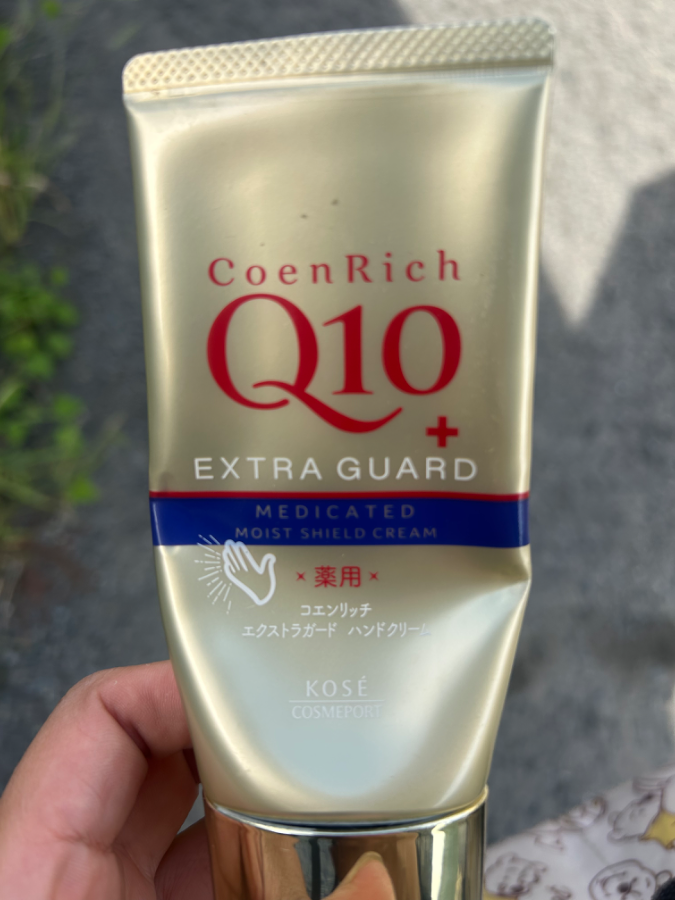 CoenRich
Q10
+
EXTRA GUARD
MEDICATED
MOIST SHIELD CREAM
×薬用×
コエンリッチ
エクストラガード ハンドクリーム
KOSÉ
COSMEPORT